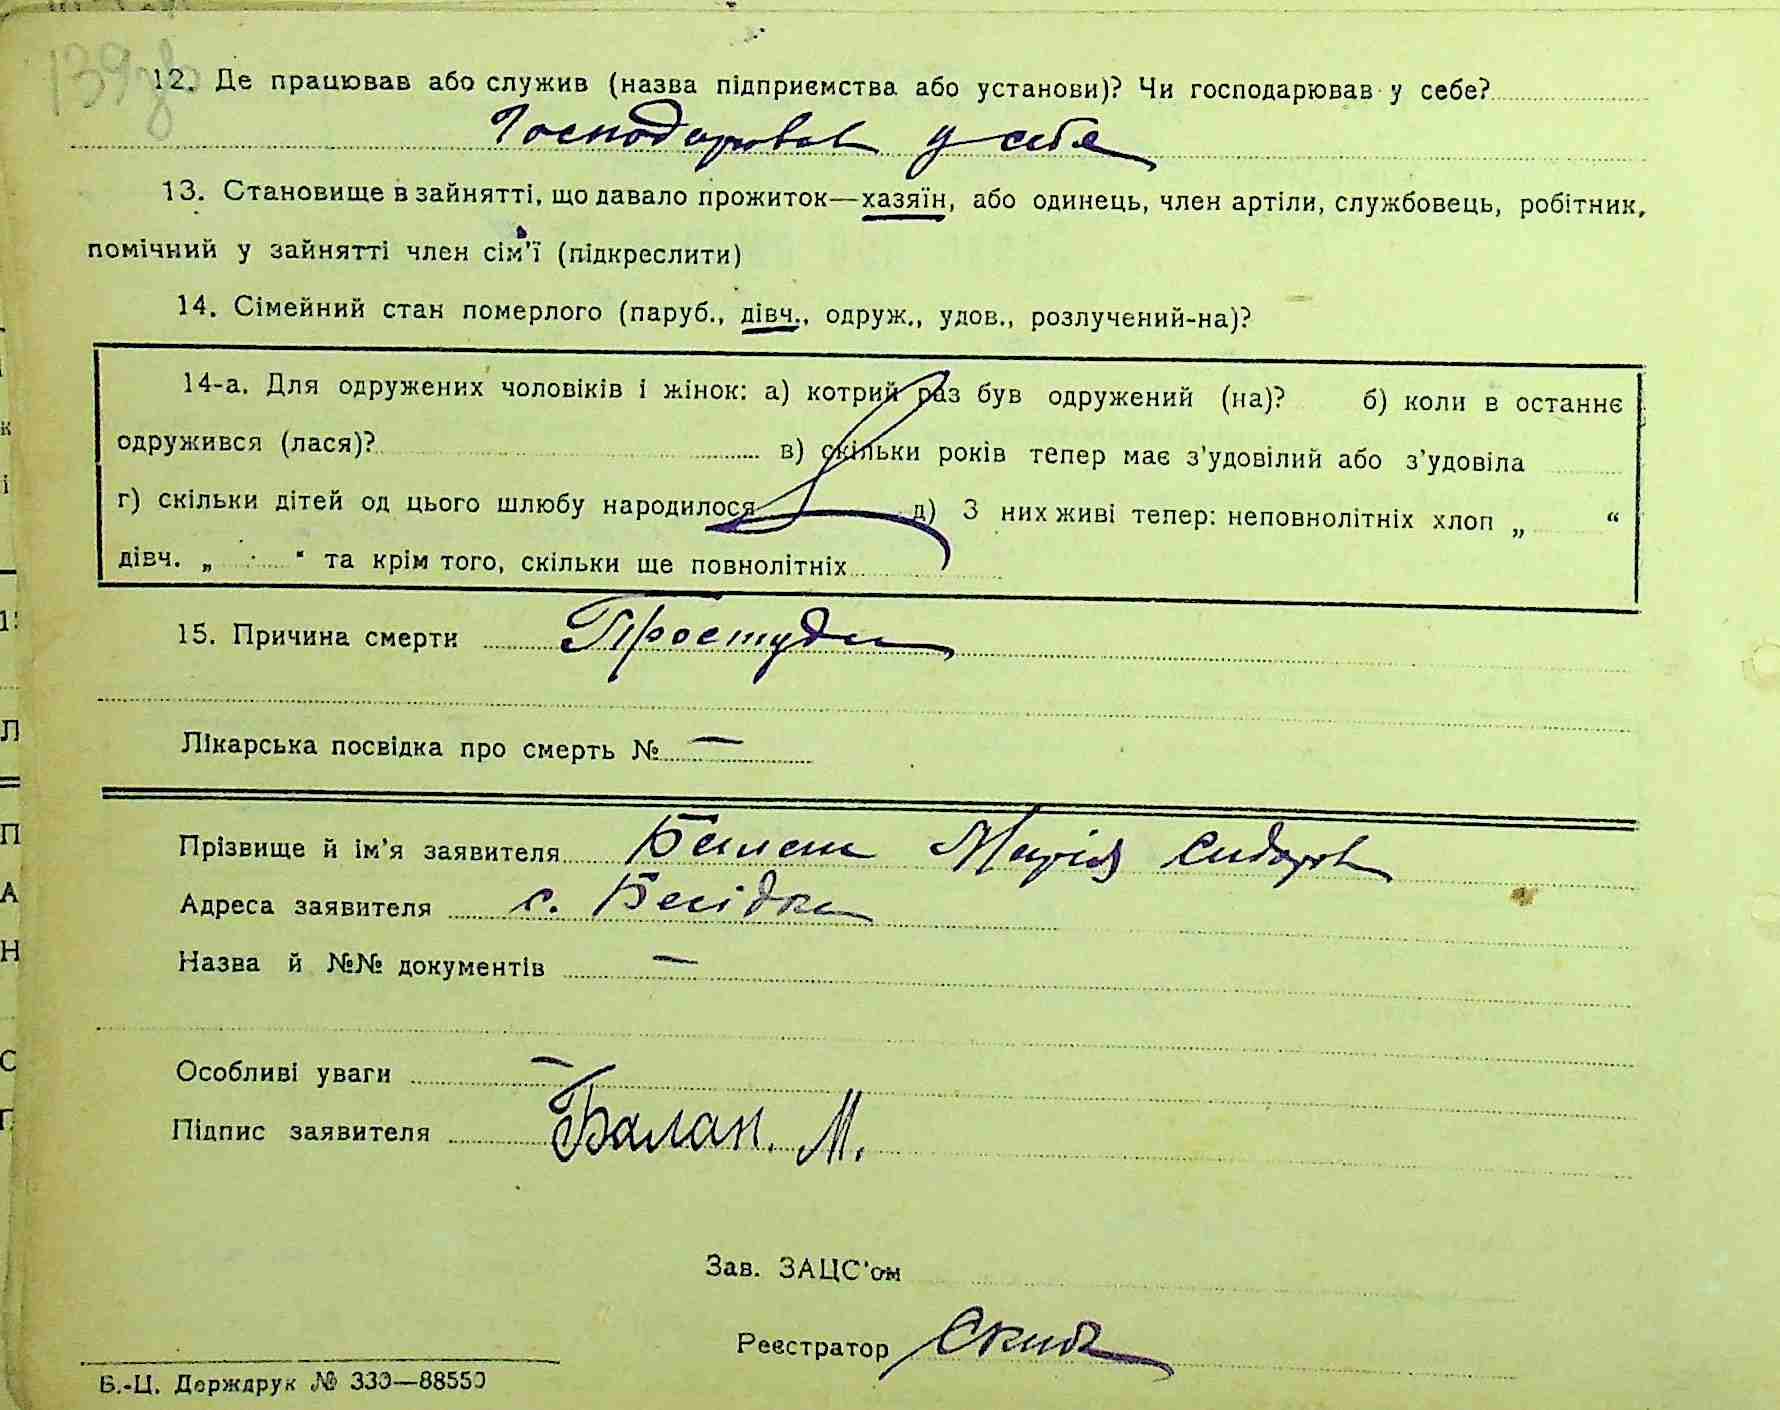 139зв
12. Де працював або служив (назва підприємства або установи)? Чи господарював у себе?
Господарював у себе
13. Становище в зайнятті, що давало прожиток—хазяїн, або одинець, член артіли, службовець, робітник,
помічний у зайнятті член сім'ї (підкреслити)
14. Сімейний стан померлого (паруб., дівч., одруж., удов., розлучений-на)?
14-а. Для одружених чоловіків і жінок: а) котрий раз був одружений (на)? б) коли в останнє
одружився (лася)? в) скільки років тепер має з'удовілий або з'удовіла
г) скільки дітей од цього шлюбу народилося д) З них живі тепер: неповнолітніх хлоп „ “
дівч. „ “ та крім того, скільки ще повнолітніх
15. Причина смерти Простуда
Лікарська посвідка про смерть № —
Прізвище й ім'я заявителя Балан Марія Сидоров
Адреса заявителя с. Бесідка
Назва й №№ документів —
Особливі уваги —
Підпис заявителя Балан. М.
Зав. ЗАЦС'ом
Реєстратор
Б.-Ц. Держдрук № 330—88550